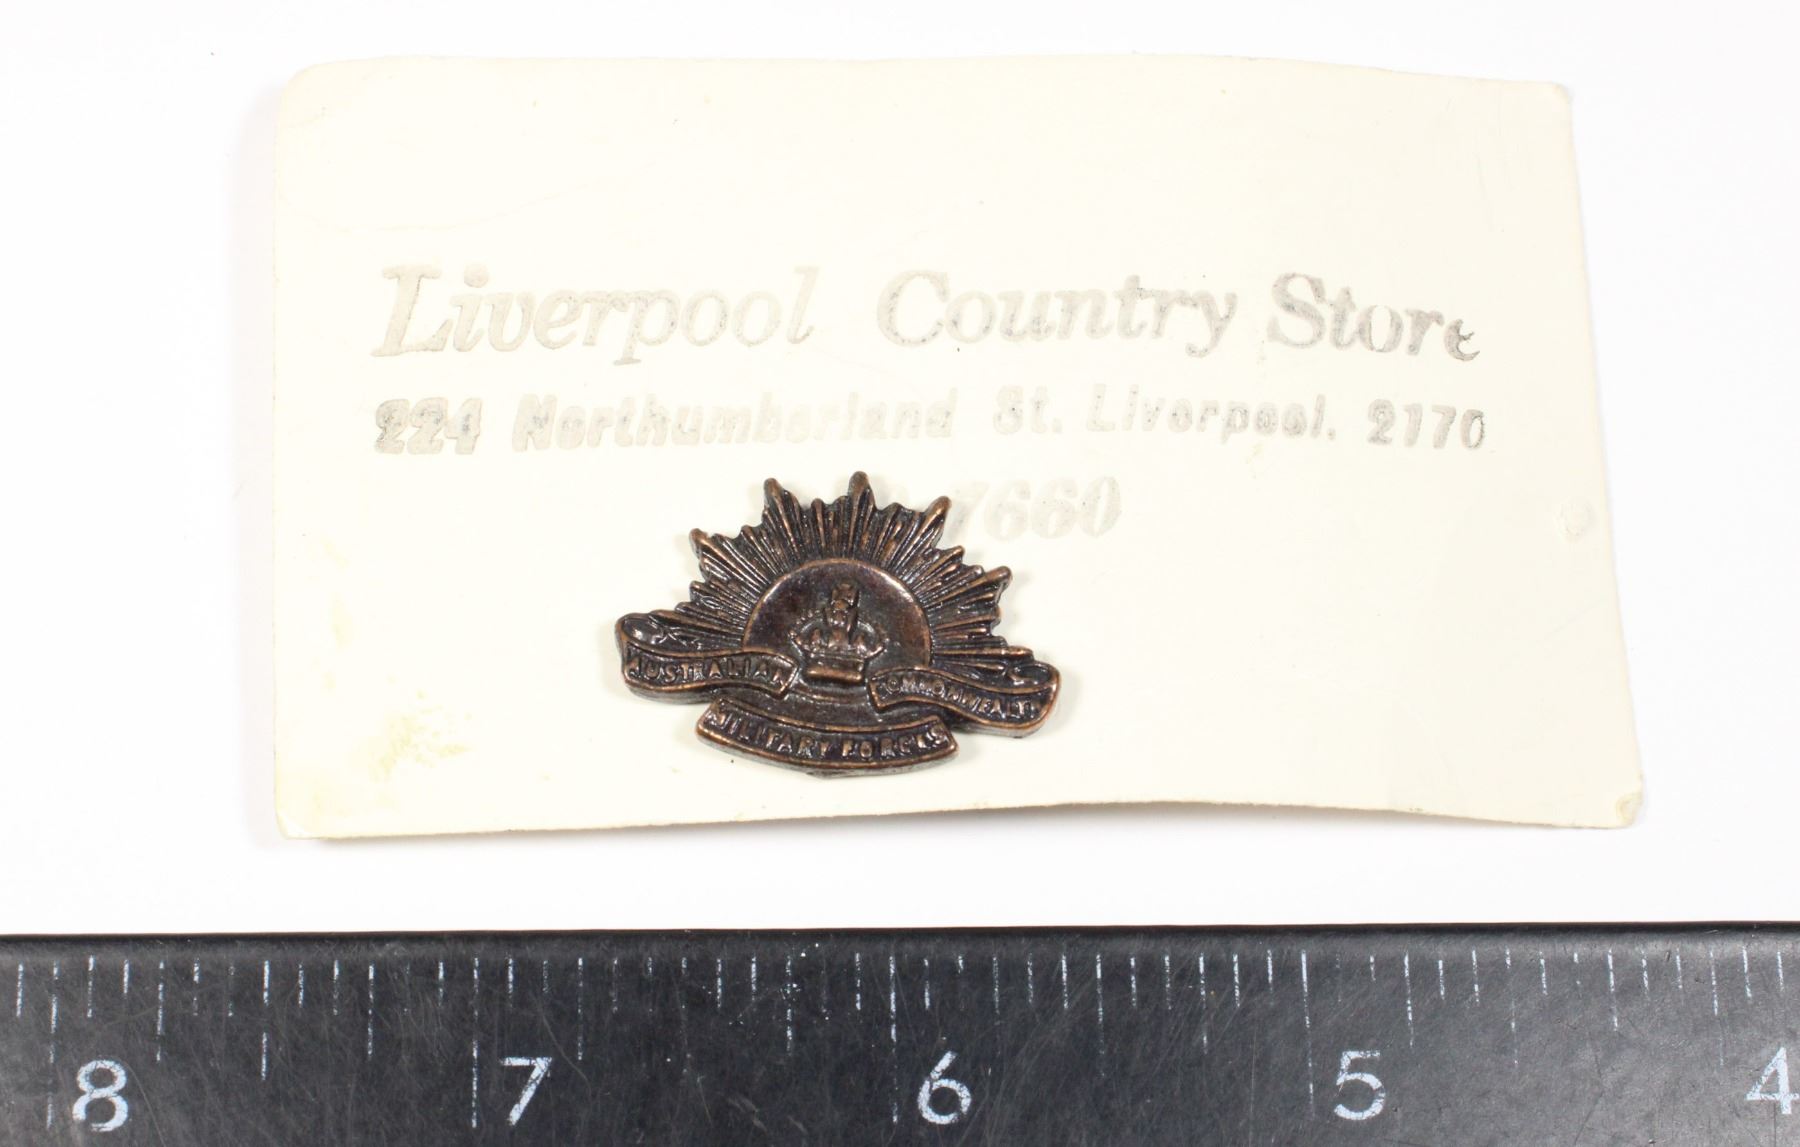 Liverpool Country Store
224 Northumberland St. Liverpool. 2170
7660
AUSTRALIAN
COMMONWEALTH
MILITARY FORCES
8 7 6 5 4